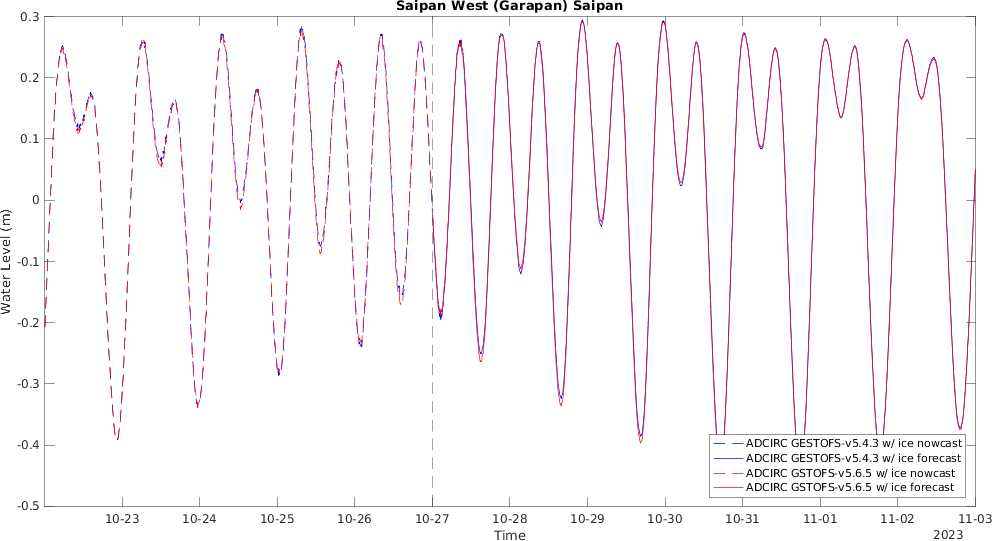 Saipan West (Garapan) Saipan
0.3
0.2
0.1
0
-0.1
-0.2
-0.3
-0.4
-0.5
Water Level (m)
ADCIRC GESTOFS-v5.4.3 w/ ice nowcast
ADCIRC GESTOFS-v5.4.3 w/ ice forecast
ADCIRC GSTOFS-v5.6.5 w/ ice nowcast
ADCIRC GSTOFS-v5.6.5 w/ ice forecast
10-23 10-24 10-25 10-26 10-27 10-28 10-29 10-30 10-31 11-01 11-02 11-03
Time
2023